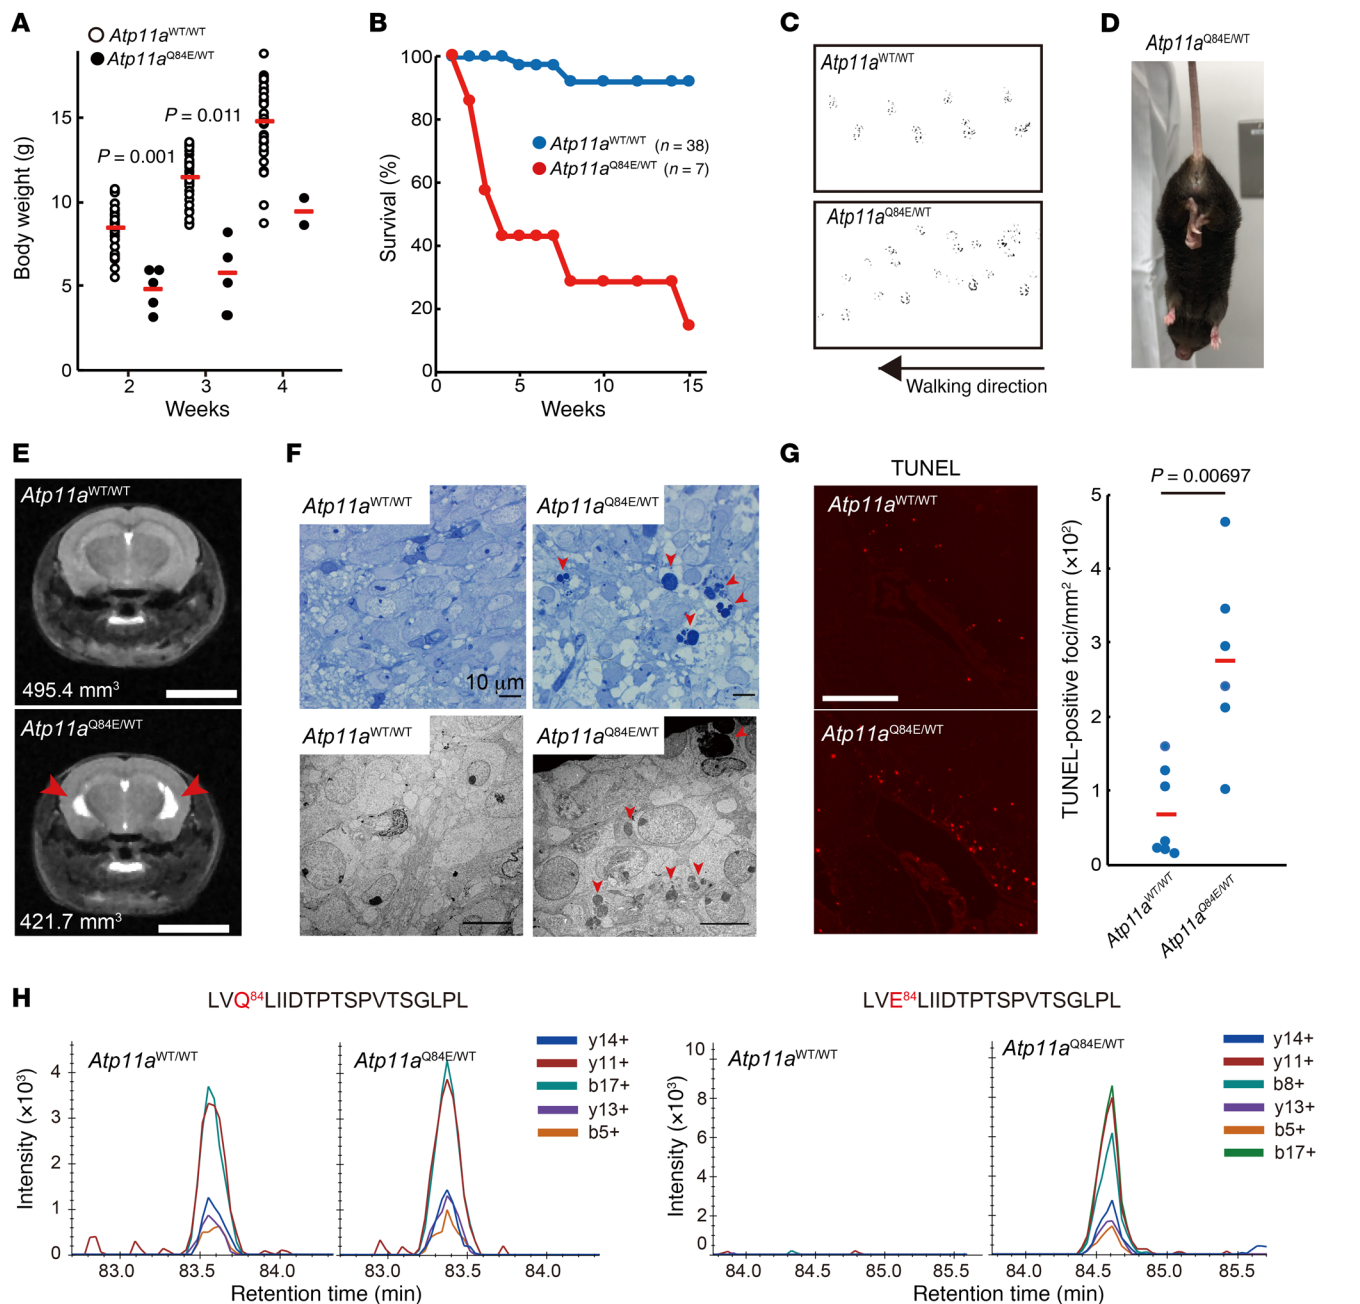 A
Atp11aWT/WT
Atp11aQ84E/WT
P = 0.001
P = 0.011
Body weight (g)
15
10
5
0
2
3
4
Weeks
B
100
80
60
40
20
0
Survival (%)
Atp11aWT/WT (n = 38)
Atp11aQ84E/WT (n = 7)
0
5
10
15
Weeks
C
Atp11aWT/WT
Atp11aQ84E/WT
Walking direction
D
Atp11aQ84E/WT
E
Atp11aWT/WT
495.4 mm3
Atp11aQ84E/WT
421.7 mm3
F
Atp11aWT/WT
Atp11aQ84E/WT
10 μm
Atp11aWT/WT
Atp11aQ84E/WT
G
TUNEL
Atp11aWT/WT
Atp11aQ84E/WT
P = 0.00697
TUNEL-positive foci/mm2 (×102)
5
4
3
2
1
0
Atp11aWT/WT
Atp11aQ84E/WT
H
LVQ84LIIDTPTSPVTSGLPL
Atp11aWT/WT
Atp11aQ84E/WT
y14+
y11+
b17+
y13+
b5+
Intensity (×103)
4
3
2
1
0
83.0
83.5
84.0
83.0
83.5
84.0
Retention time (min)
LVE84LIIDTPTSPVTSGLPL
Atp11aWT/WT
Atp11aQ84E/WT
y14+
y11+
b8+
y13+
b5+
b17+
Intensity (×103)
10
8
6
4
2
0
84.0
84.5
85.0
85.5
84.0
84.5
85.0
85.5
Retention time (min)